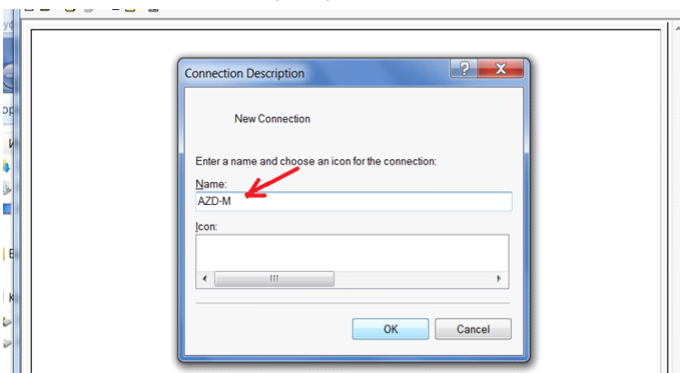 Connection Description
New Connection
Enter a name and choose an icon for the connection:
Name:
AZD-M
Icon:
OK
Cancel